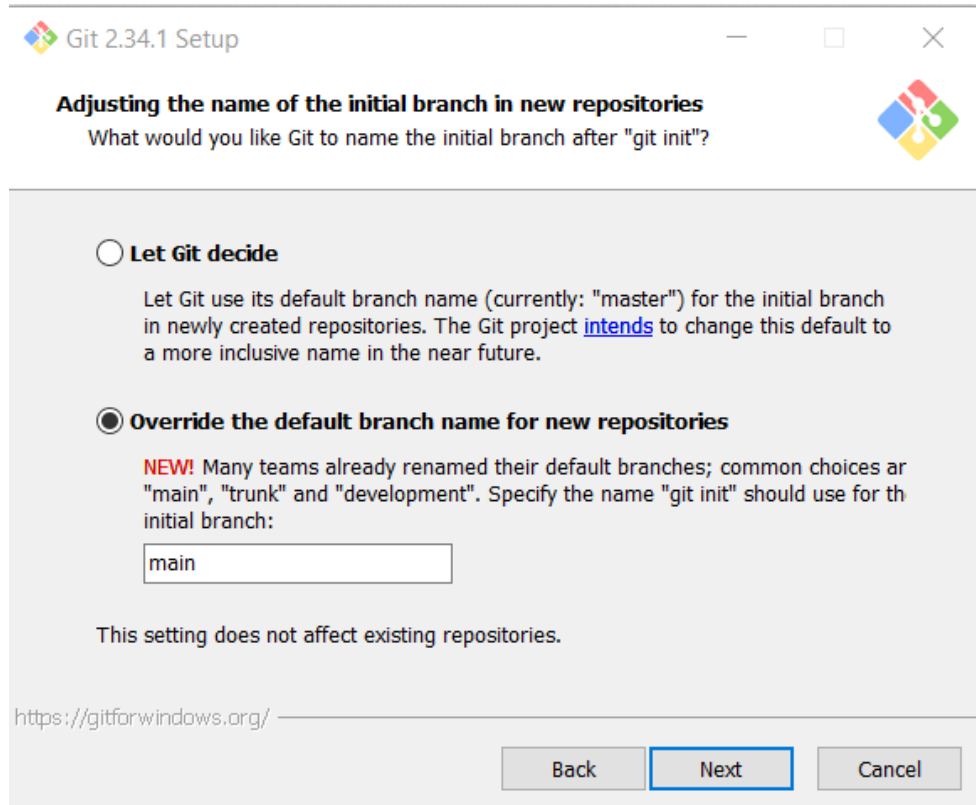 Git 2.34.1 Setup
Adjusting the name of the initial branch in new repositories
What would you like Git to name the initial branch after "git init"?
Let Git decide
Let Git use its default branch name (currently: "master") for the initial branch
in newly created repositories. The Git project intends to change this default to
a more inclusive name in the near future.
Override the default branch name for new repositories
NEW! Many teams already renamed their default branches; common choices ar
"main", "trunk" and "development". Specify the name "git init" should use for th
initial branch:
main
This setting does not affect existing repositories.
https://gitforwindows.org/
Back Next Cancel